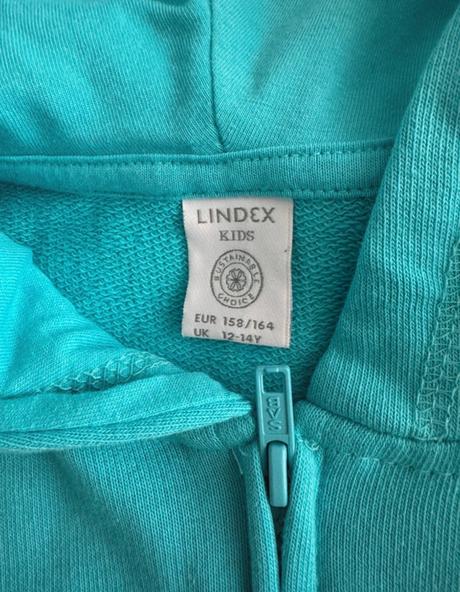 LINDEX
KIDS
SUSTAINABLE
CHOICE
EUR 158/164
UK 12-14Y